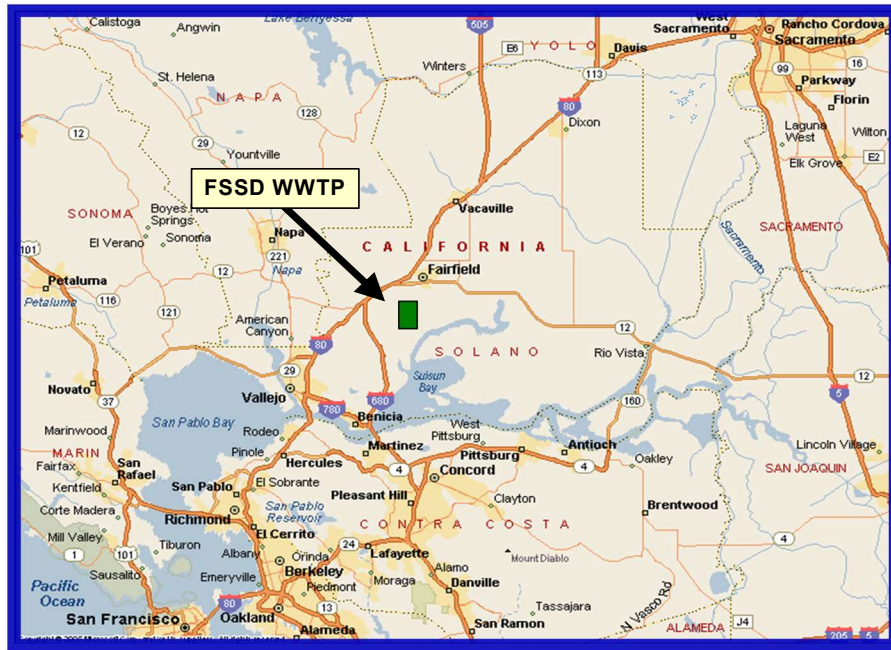 Calistoga
Angwin
Lake Berryessa
505
E6
YOLO
Davis
West
Sacramento
Rancho Cordova
Sacramento
Winters
113
99
Parkway
St. Helena
NAPA
128
80
Florin
12
29
Dixon
Laguna
West
Wilton
Yountville
Elk Grove
E2
FSSD WWTP
Vacaville
SONOMA
Boyes Hot
Springs
El Verano
Sonoma
Napa
221
Napa
CALIFORNIA
Sacramento
SACRAMENTO
101
12
Fairfield
Petaluma
Petaluma
116
121
American
Canyon
80
SOLANO
12
Rio Vista
29
Suisun
Bay
12
Novato
Vallejo
680
780
160
5
37
San Pablo Bay
Benicia
Marinwood
Rodeo
West
Pittsburg
MARIN
Pinole
Martinez
Pittsburg
Antioch
Lincoln Village
Fairfax
San
Rafael
Hercules
4
Concord
4
Oakley
SAN JOAQUIN
Kentfield
San Pablo
El Sobrante
Pleasant Hill
Clayton
Brentwood
Corte Madera
Richmond
San Pablo
Reservoir
CONTRA COSTA
Mill Valley
El Cerrito
4
1
101
Tiburon
Albany
Orinda
24
Lafayette
Mount Diablo
Sausalito
Berkeley
Alamo
Pacific
Ocean
Emeryville
Piedmont
Moraga
Danville
80
13
Tassajara
N Vasco Rd
San Francisco
Oakland
Alameda
San Ramon
ALAMEDA
J4
205
5